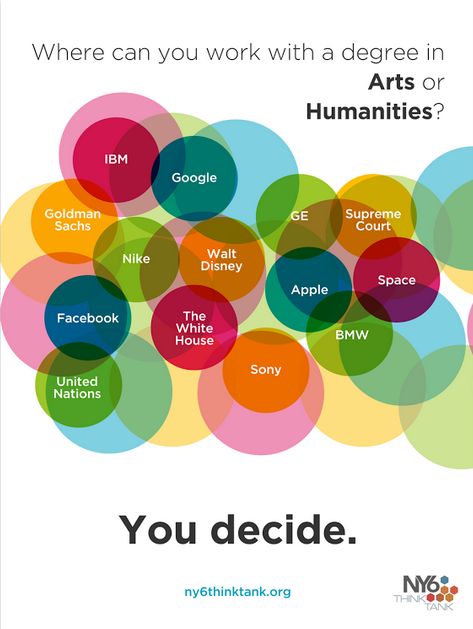 Where can you work with a degree in
Arts or
Humanities?
IBM
Google
Goldman
Sachs
GE
Supreme
Court
Nike
Walt
Disney
Apple
Space
Facebook
The
White
House
BMW
Sony
United
Nations
You decide.
ny6thinktank.org
NY6
THINK
TANK